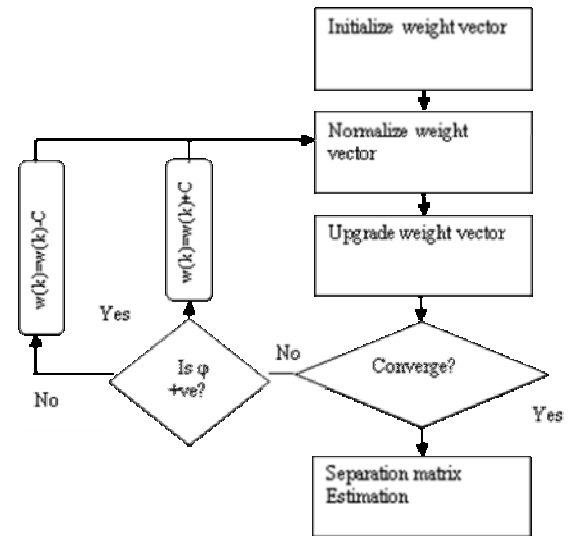 Initialize weight vector
Normalize weight
vector
Upgrade weight vector
Converge?
Yes
No
Is φ
+ve?
Yes
No
w(k)=w(k)+C
w(k)=w(k)-C
Separation matrix
Estimation